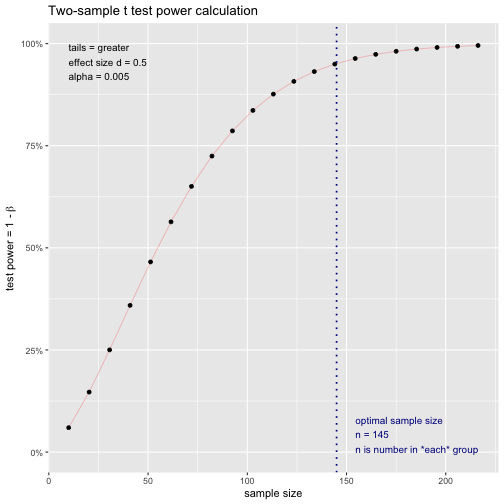 Two-sample t test power calculation
tails = greater
effect size d = 0.5
alpha = 0.005
100%
75%
50%
25%
0%
test power = 1 - β
optimal sample size
n = 145
n is number in *each* group
0 50 100 150 200
sample size